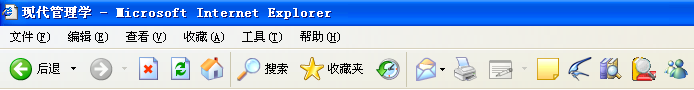 现代管理学 - Microsoft Internet Explorer
文件(F) 编辑(E) 查看(V) 收藏(A) 工具(T) 帮助(H)
后退 搜索 收藏夹